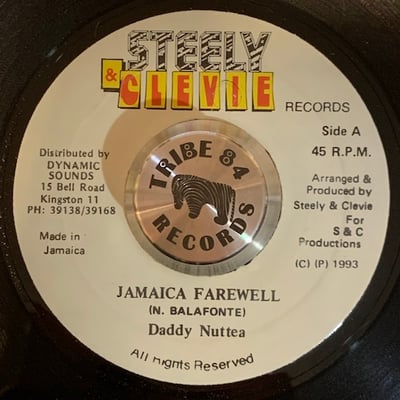 STEELY
& CLEVIE
RECORDS
Side A
45 R.P.M.
Distributed by
DYNAMIC
SOUNDS
15 Bell Road
Kingston 11
PH: 39138/39168
Made in
Jamaica
TRIBE 84
RECORDS
Arranged &
Produced by
Steely & Clevie
For
S & C
Productions
(C) (P) 1993
JAMAICA FAREWELL
(N. BALAFONTE)
Daddy Nuttea
All rights Reserved